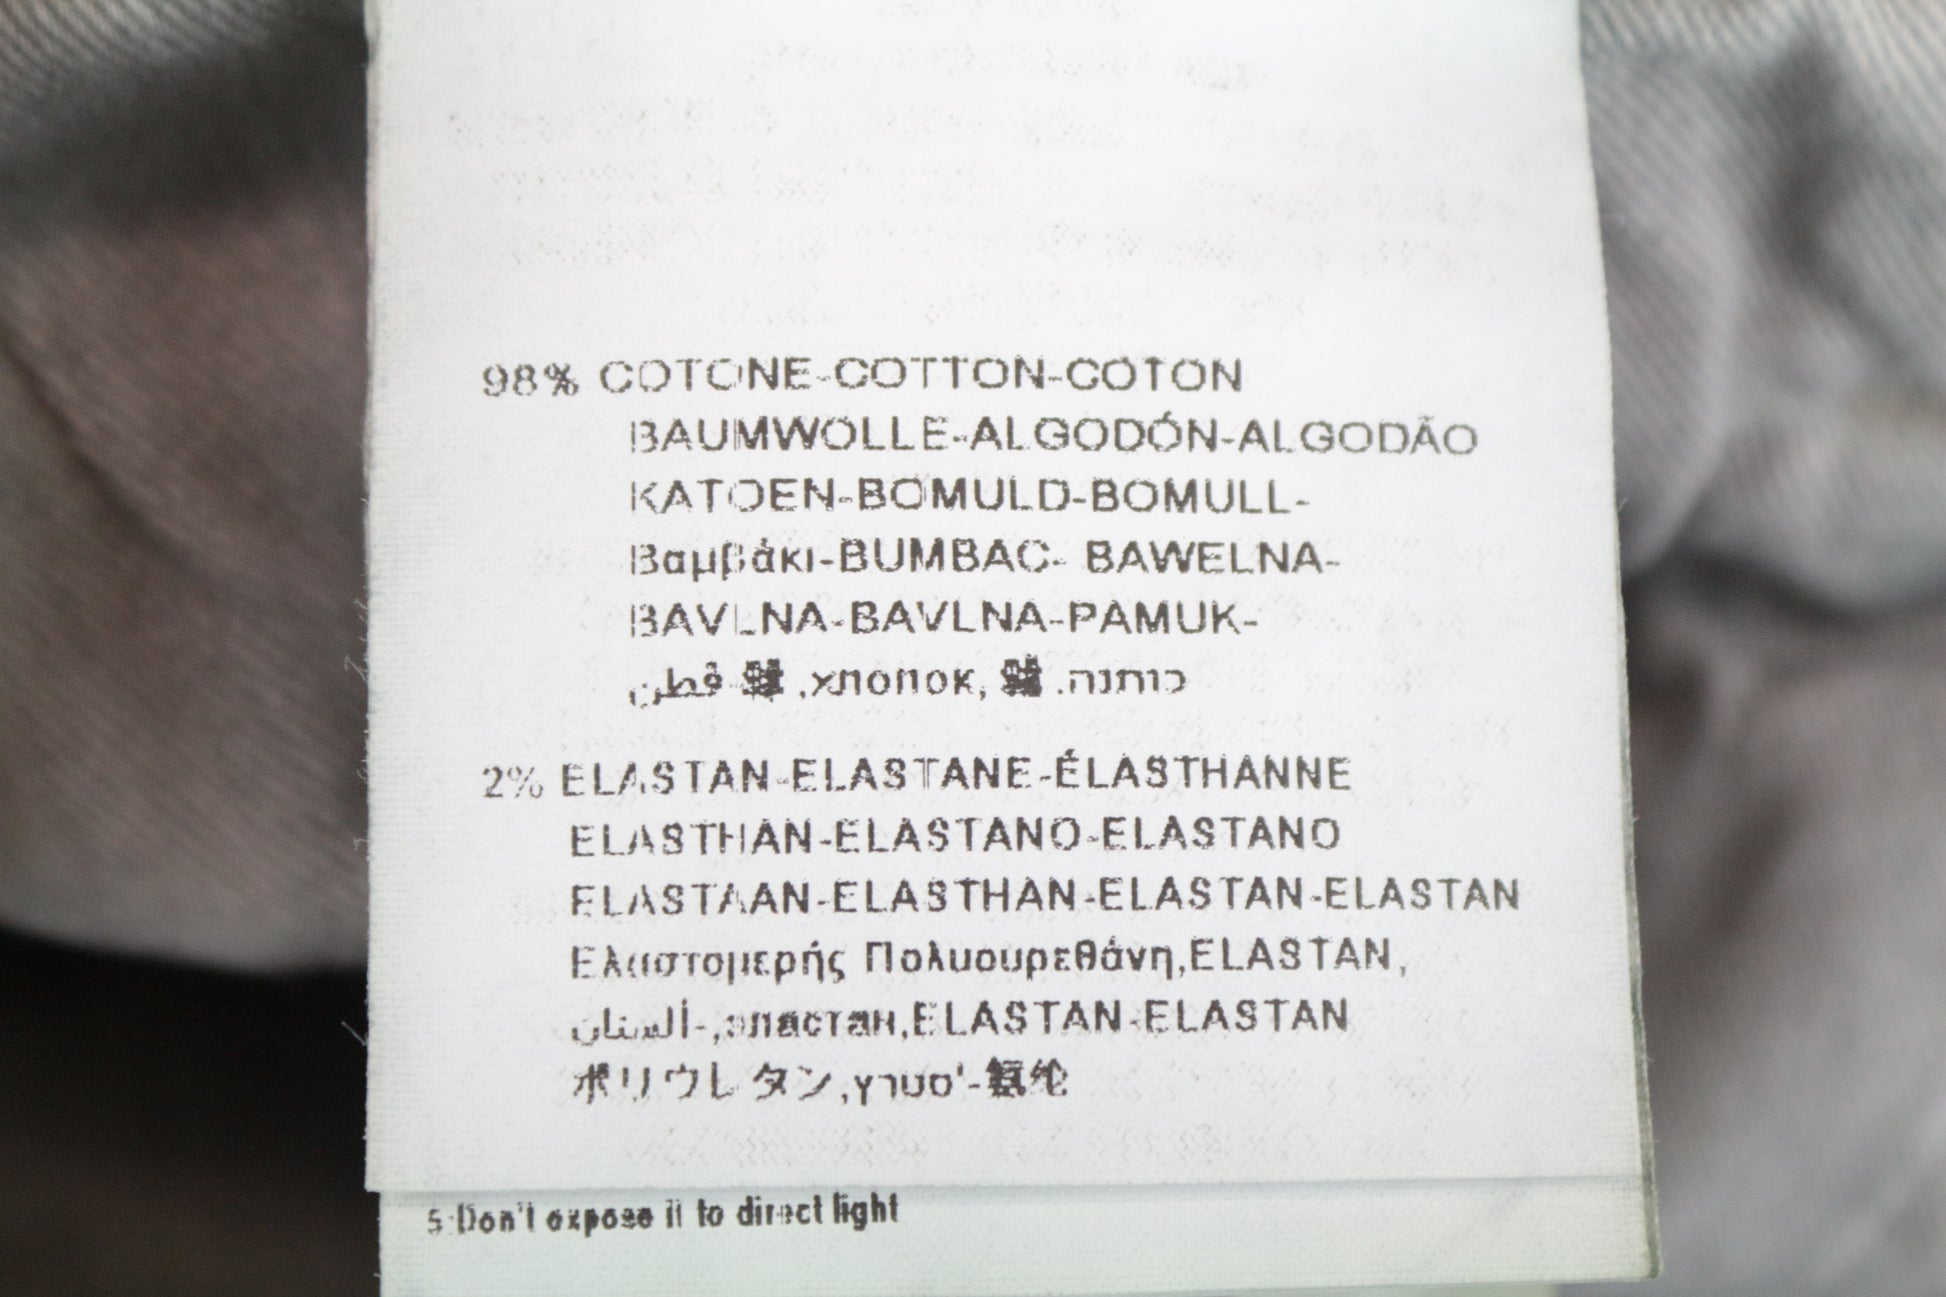 98% COTONE-COTTON-COTON
BAUMWOLLE-ALGODÓN-ALGODÃO
KATOEN-BOMULD-BOMULL-
Βαμβάκι-BUMBAC- BAWELNA-
BAVLNA-BAVLNA-PAMUK-
قطن ,хлопок, .כותנה
2% ELASTAN-ELASTANE-ÉLASTHANNE
ELASTHAN-ELASTANO-ELASTANO
ELASTAAN-ELASTHAN-ELASTAN-ELASTAN
Ελαστομερής Πολυουρεθάνη,ELASTAN,
эластан,ELASTAN-ELASTAN
ポリウレタン,
5:Don't expose it to direct light